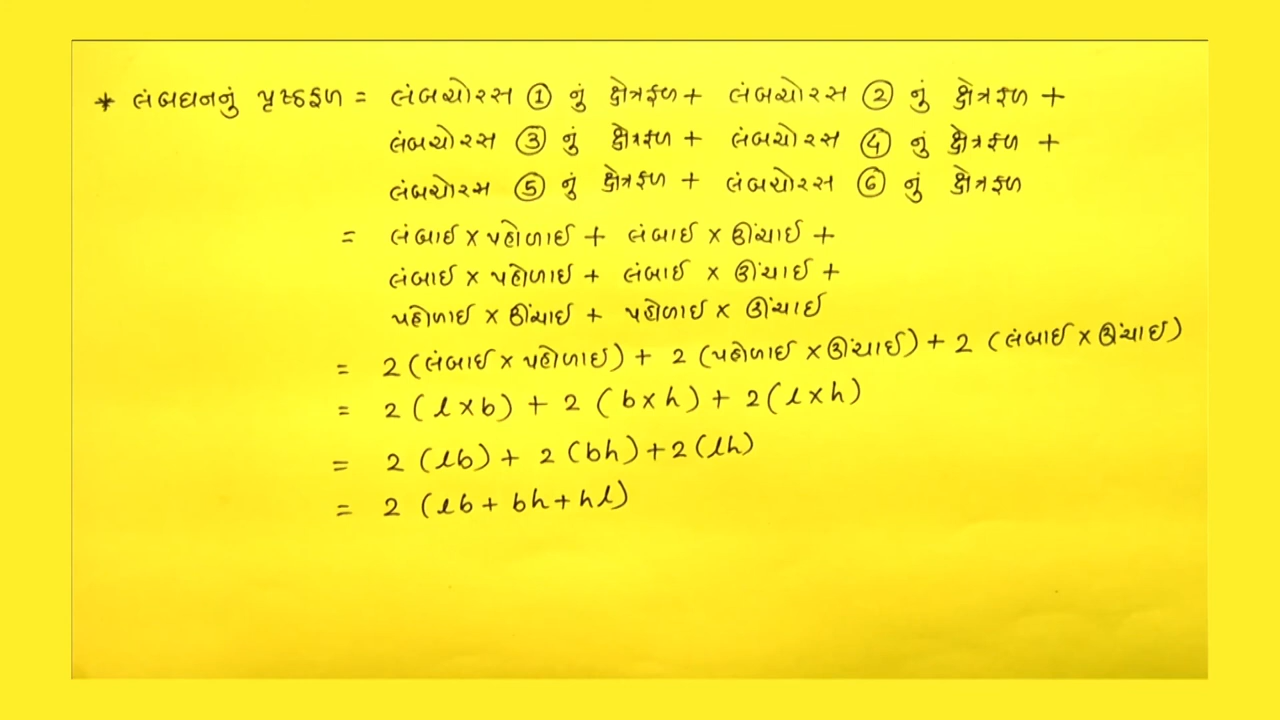 * લંબઘનનું પૃષ્ઠફળ = લંબચોરસ ① નું ક્ષેત્રફળ + લંબચોરસ ② નું ક્ષેત્રફળ +
લંબચોરસ ③ નું ક્ષેત્રફળ + લંબચોરસ ④ નું ક્ષેત્રફળ +
લંબચોરસ ⑤ નું ક્ષેત્રફળ + લંબચોરસ ⑥ નું ક્ષેત્રફળ
= લંબાઈ × પહોળાઈ + લંબાઈ × ઊંચાઈ +
લંબાઈ × પહોળાઈ + લંબાઈ × ઊંચાઈ +
પહોળાઈ × ઊંચાઈ + પહોળાઈ × ઊંચાઈ
= 2 (લંબાઈ × પહોળાઈ) + 2 (પહોળાઈ × ઊંચાઈ) + 2 (લંબાઈ × ઊંચાઈ)
= 2 (l × b) + 2 (b × h) + 2 (l × h)
= 2 (lb) + 2 (bh) + 2 (lh)
= 2 (lb + bh + hl)